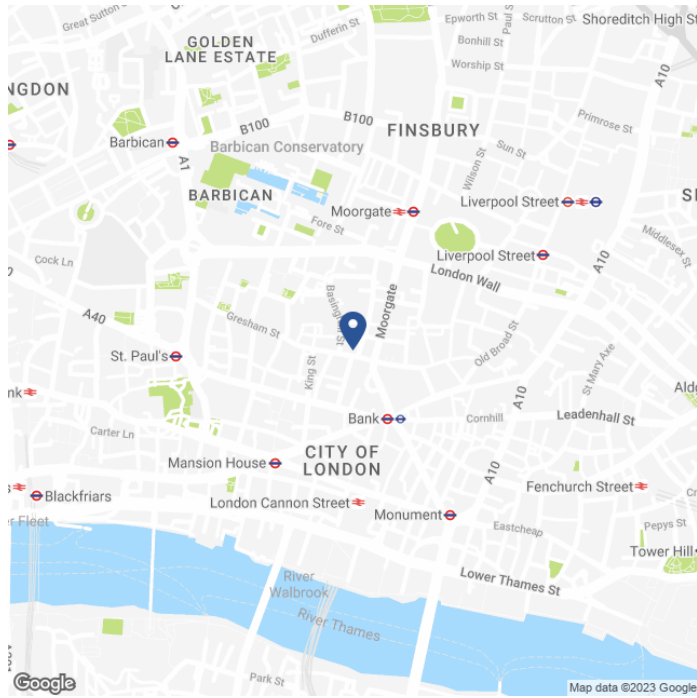 Great Sutton St
Dufferin St
Epworth St
Paul St
Scrutton St
Shoreditch High St
GOLDEN
LANE ESTATE
Bonhill St
Worship St
A10
NGDON
B100
B100
FINSBURY
Primrose St
Barbican
Barbican Conservatory
Sun St
A1
Wilson St
BARBICAN
Moorgate
Liverpool Street
Fore St
Middlesex St
Cock Ln
Liverpool Street
A10
London Wall
Basinghall St
Moorgate
A40
Gresham St
Old Broad St
St. Paul's
King St
St Mary Axe
A10
Bank
Cornhill
Leadenhall St
Carter Ln
CITY OF
LONDON
Mansion House
A10
Blackfriars
London Cannon Street
Fenchurch Street
Monument
Eastcheap
Pepys St
Tower Hill
Lower Thames St
River
Walbrook
River Thames
Park St
Google
Map data ©2023 Google